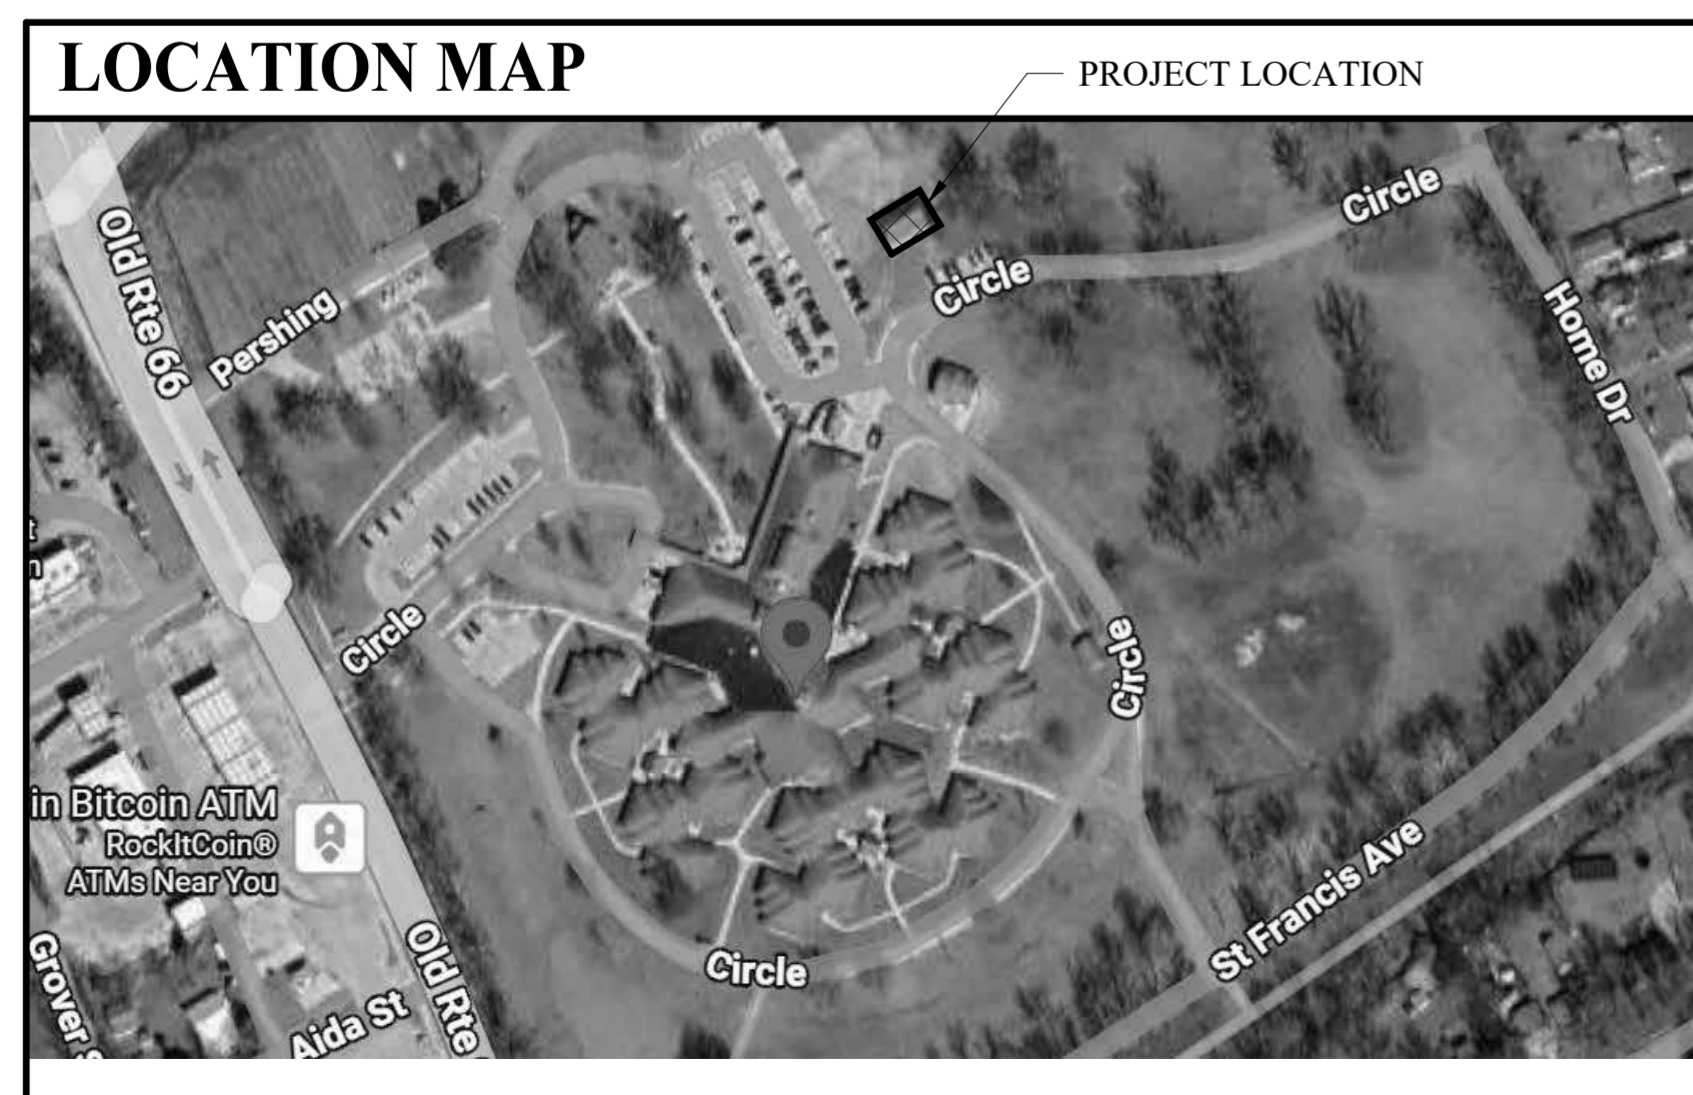 LOCATION MAP
PROJECT LOCATION
Circle
Old Rte 66
Pershing
Circle
Home Dr
Circle
Circle
in Bitcoin ATM
RockItCoin®
ATMs Near You
St Francis Ave
Circle
Grover
Aida St
Old Rte